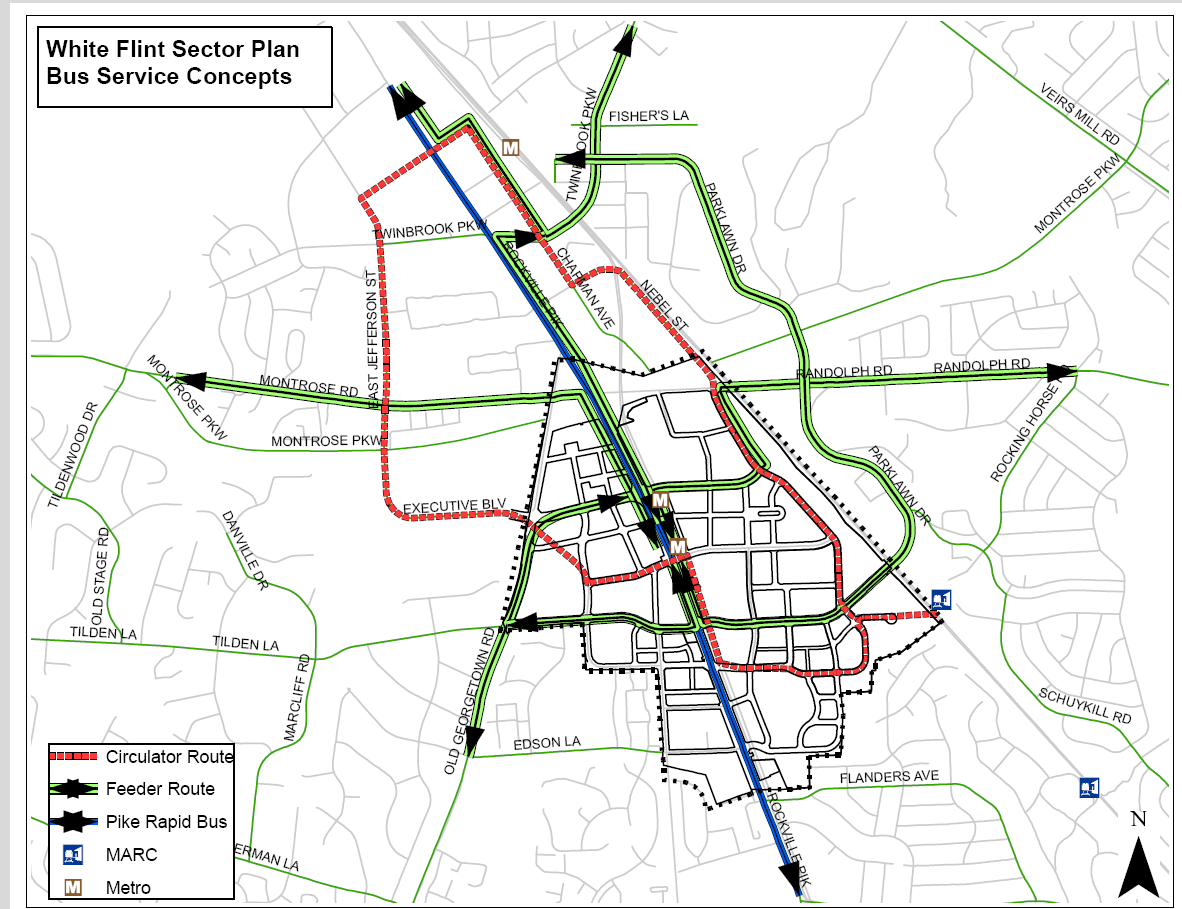 White Flint Sector Plan
Bus Service Concepts
VEIRS MILL RD
TWINBROOK PKW
FISHER'S LA
MONTROSE PKW
PARKLAWN DR
TWINBROOK PKW
ROCKVILLE PIK
CHAPMAN AVE
NEBEL ST
EAST JEFFERSON ST
MONTROSE RD
MONTROSE PKW
MONTROSE PKW
RANDOLPH RD
RANDOLPH RD
ROCKING HORSE
TILDENWOOD DR
PARKLAWN DR
EXECUTIVE BLV
DANVILLE DR
OLD STAGE RD
TILDEN LA
TILDEN LA
MARCLIFF RD
OLD GEORGETOWN RD
SCHUYKILL RD
EDSON LA
FLANDERS AVE
ROCKVILLE PIK
ERMAN LA
M
M
M
Circulator Route
Feeder Route
Pike Rapid Bus
MARC
M Metro
N